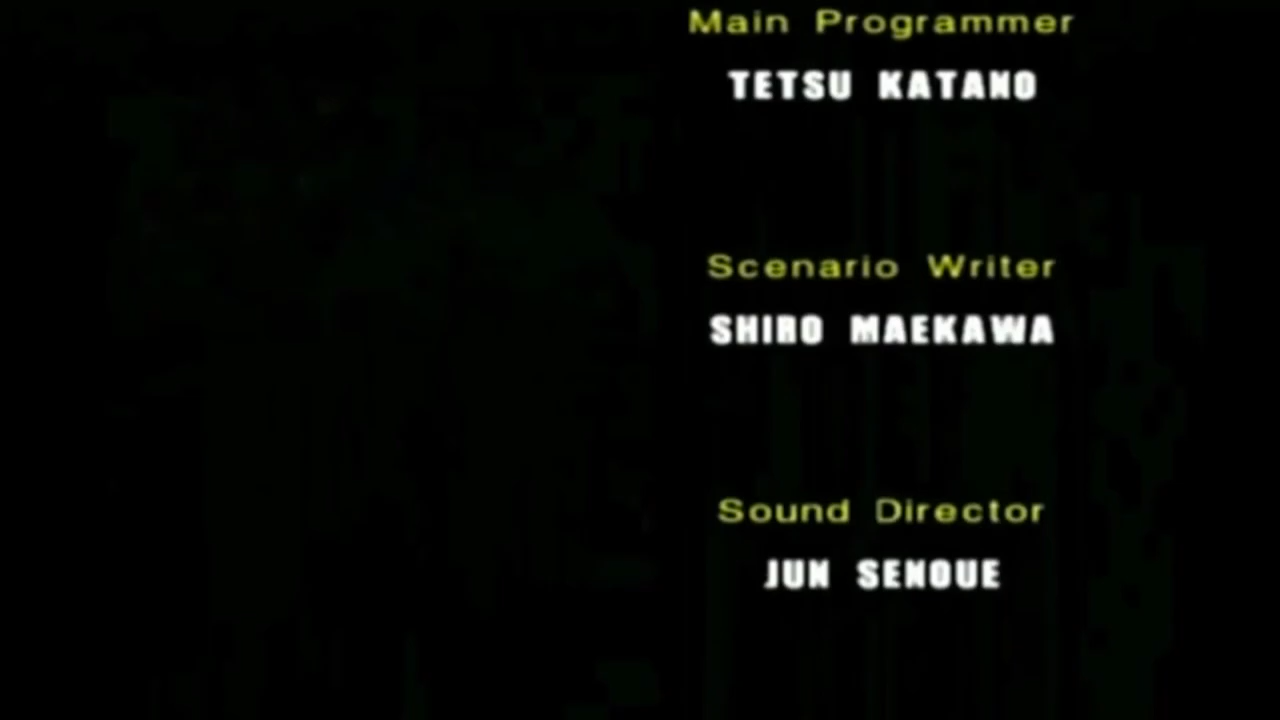 Main Programmer
TETSU KATANO
Scenario Writer
SHIRO MAEKAWA
Sound Director
JUN SENOUE